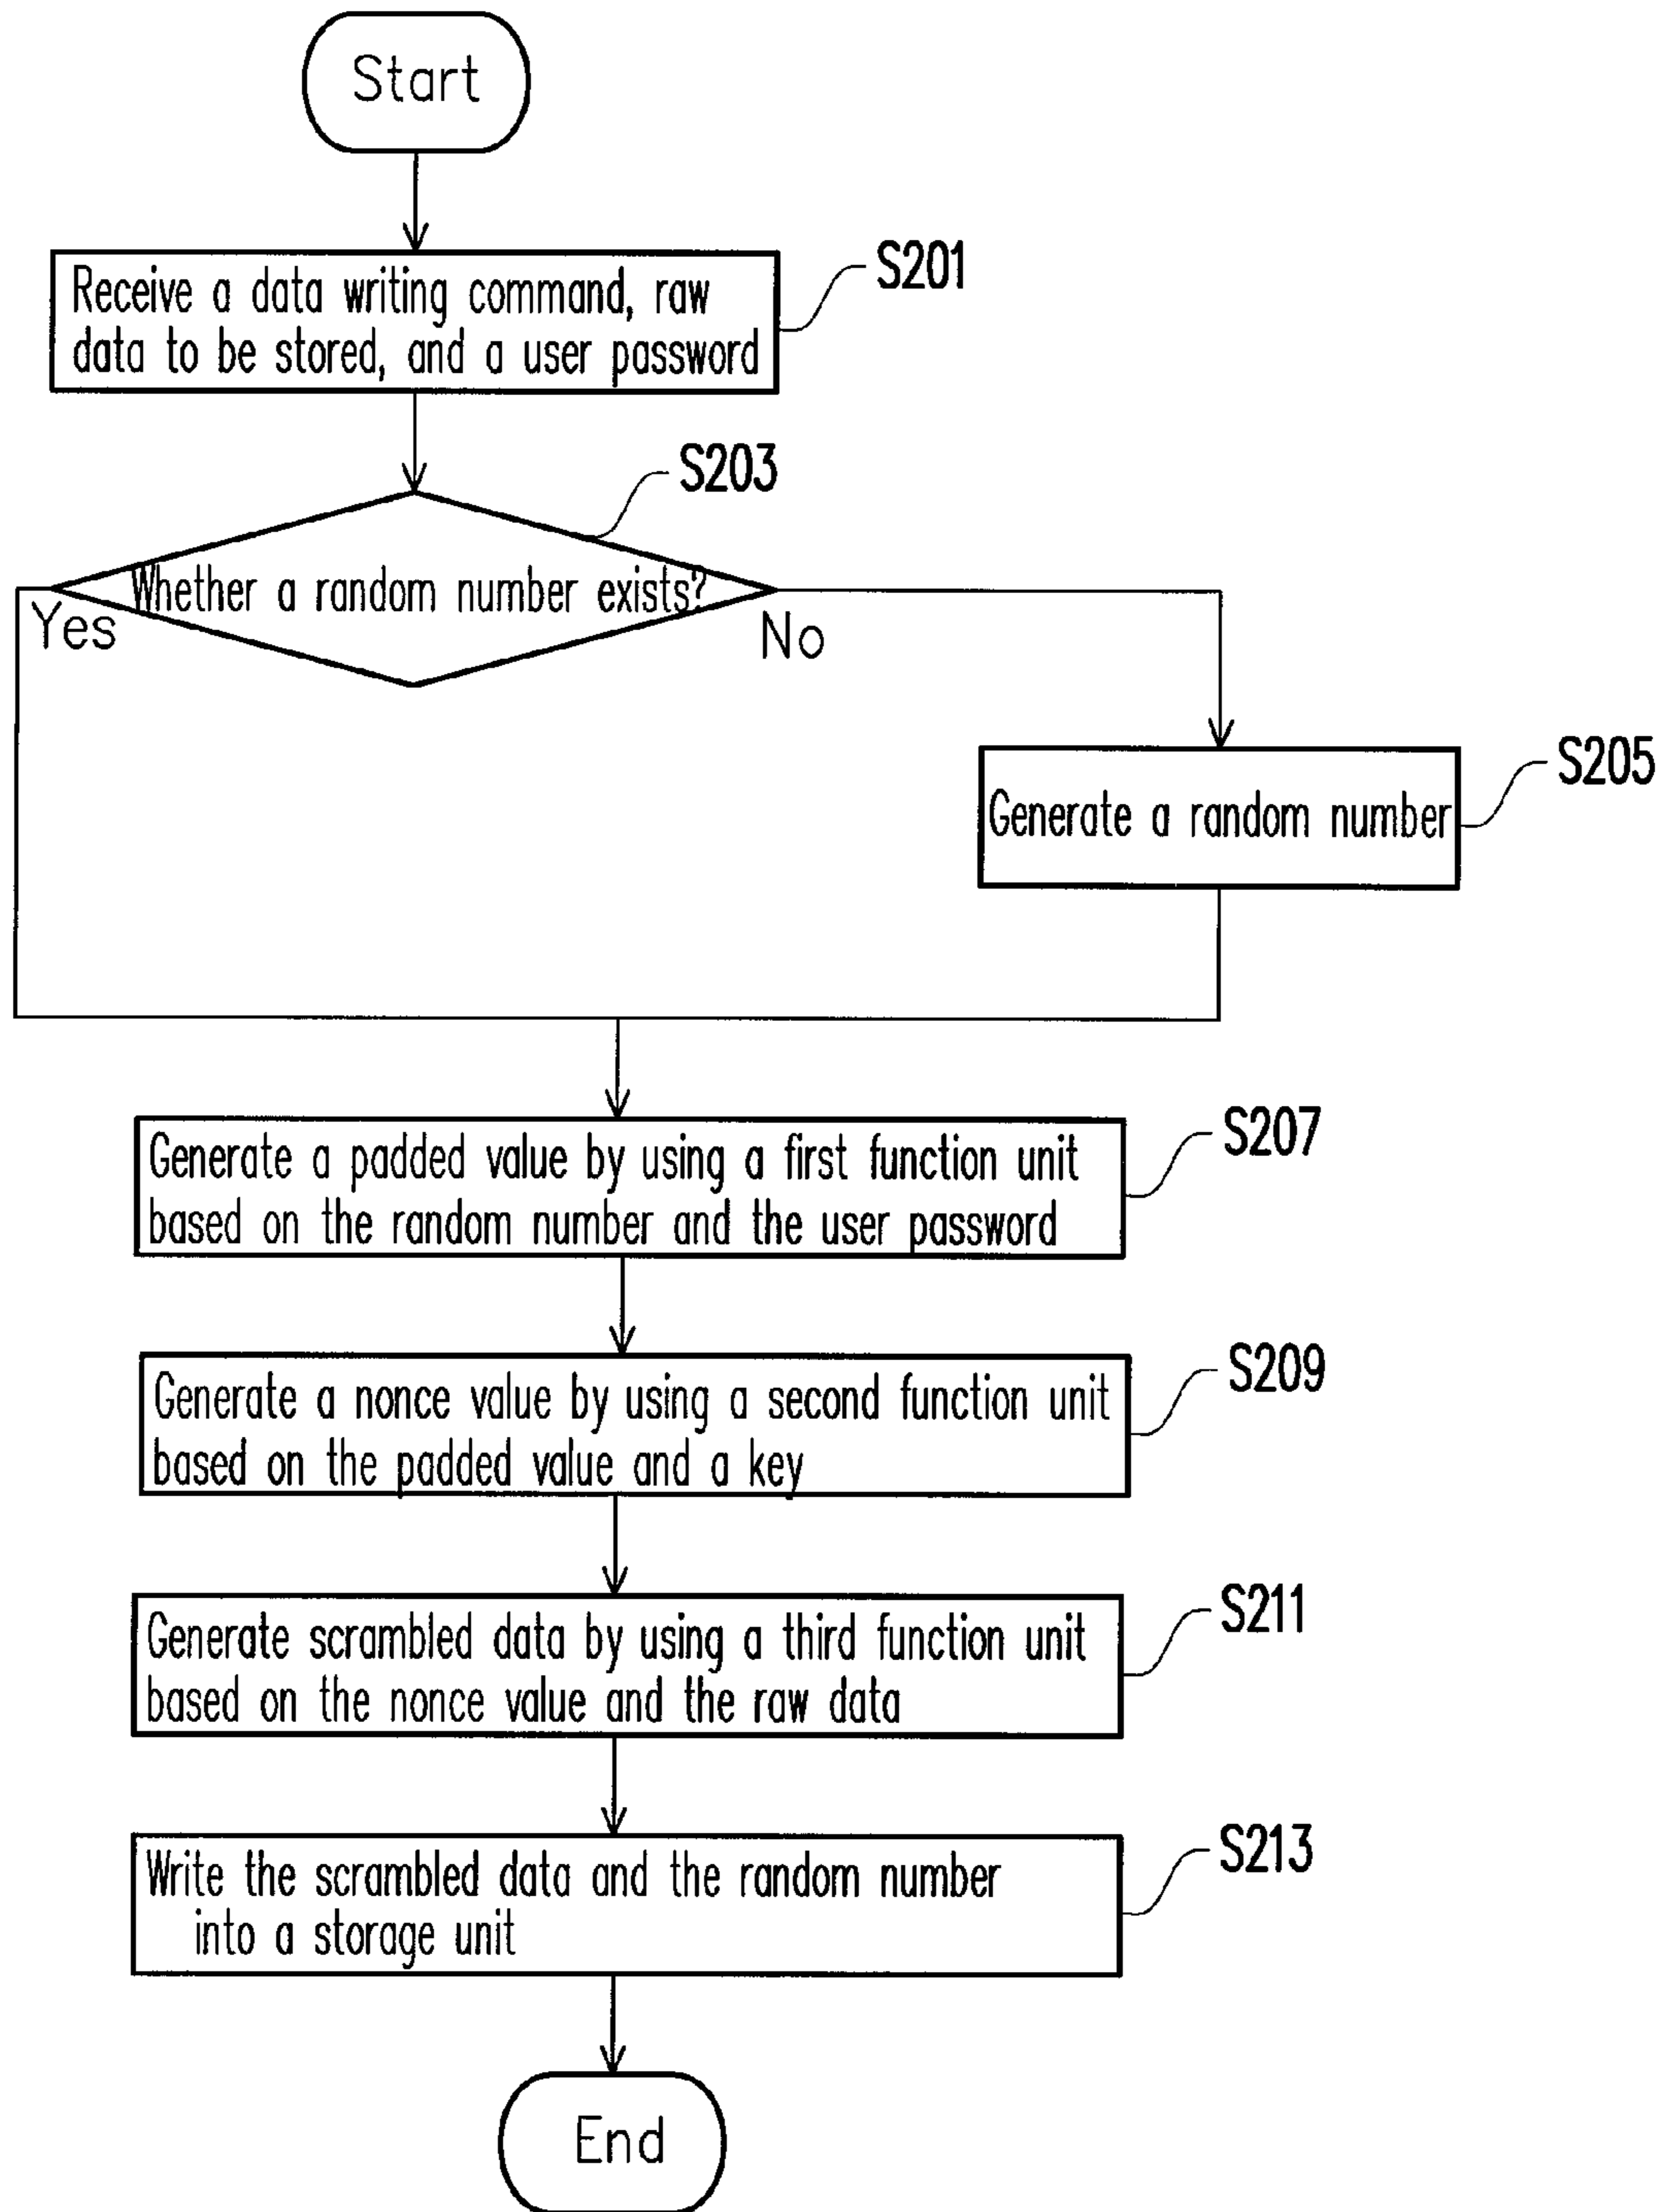 Start
Receive a data writing command, raw
data to be stored, and a user password
S201
S203
Whether a random number exists?
Yes
No
Generate a random number
S205
Generate a padded value by using a first function unit
based on the random number and the user password
S207
Generate a nonce value by using a second function unit
based on the padded value and a key
S209
Generate scrambled data by using a third function unit
based on the nonce value and the raw data
S211
Write the scrambled data and the random number
into a storage unit
S213
End